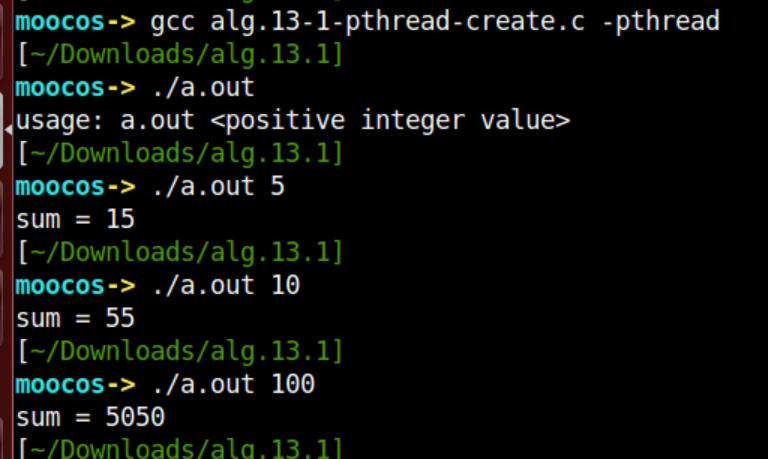 moocos-> gcc alg.13-1-pthread-create.c -pthread
[~/Downloads/alg.13.1]
moocos-> ./a.out
usage: a.out <positive integer value>
[~/Downloads/alg.13.1]
moocos-> ./a.out 5
sum = 15
[~/Downloads/alg.13.1]
moocos-> ./a.out 10
sum = 55
[~/Downloads/alg.13.1]
moocos-> ./a.out 100
sum = 5050
[~/Downloads/alg.13.1]